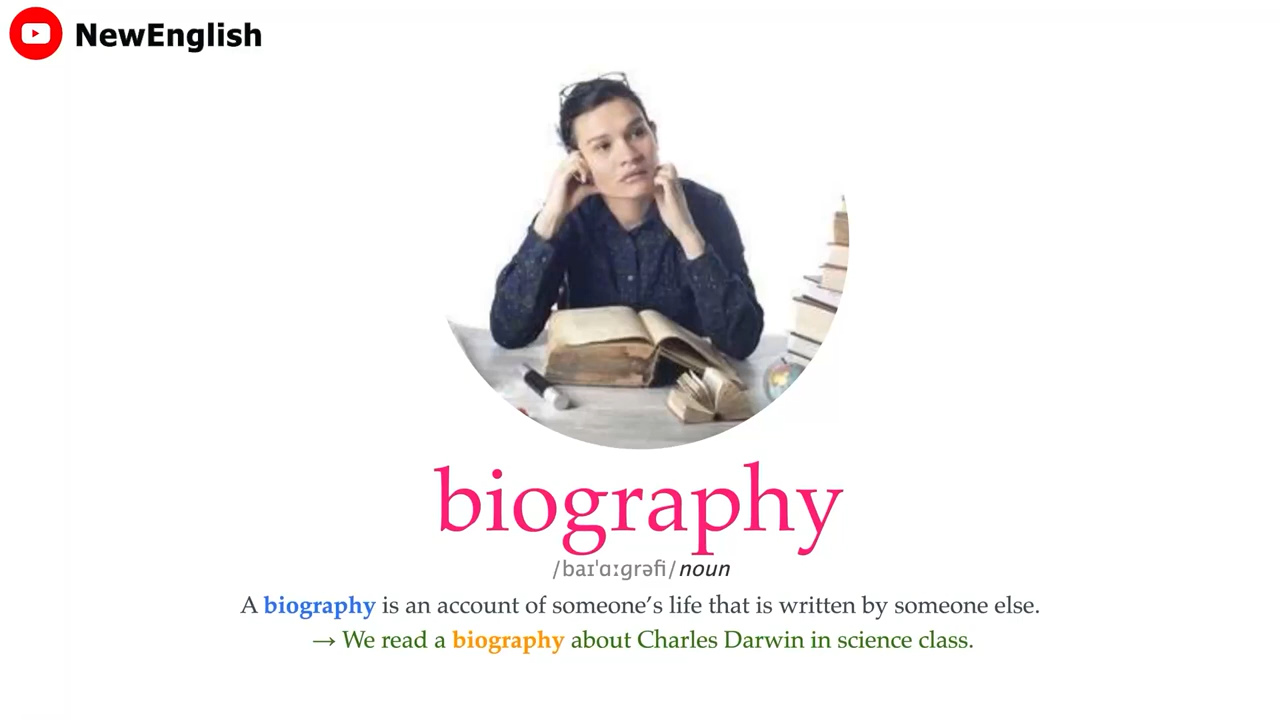 NewEnglish
biography
/baɪˈɑːgrəfi/noun
A biography is an account of someone’s life that is written by someone else.
→ We read a biography about Charles Darwin in science class.